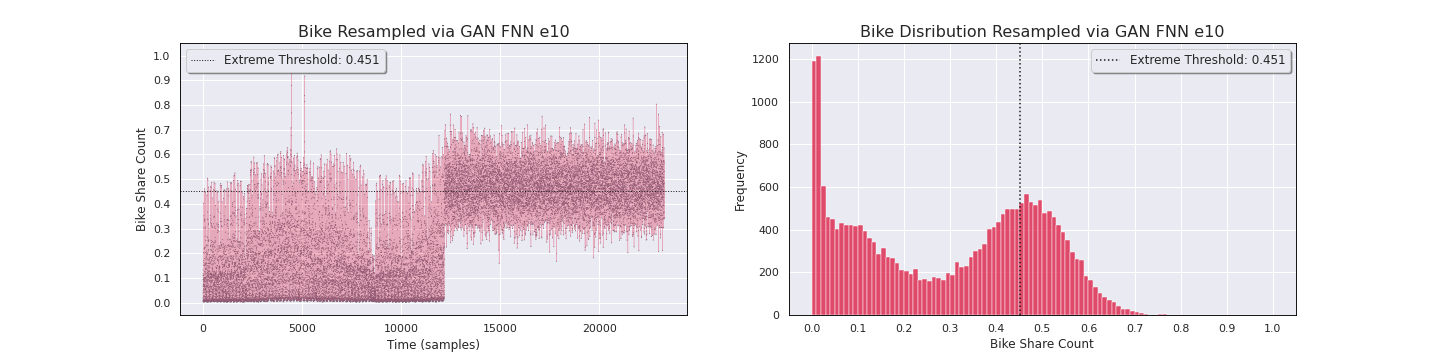 Bike Resampled via GAN FNN e10
Extreme Threshold: 0.451
Bike Share Count
1.0
0.9
0.8
0.7
0.6
0.5
0.4
0.3
0.2
0.1
0.0
0 5000 10000 15000 20000
Time (samples)
Bike Disribution Resampled via GAN FNN e10
Extreme Threshold: 0.451
Frequency
1200
1000
800
600
400
200
0
0.0 0.1 0.2 0.3 0.4 0.5 0.6 0.7 0.8 0.9 1.0
Bike Share Count